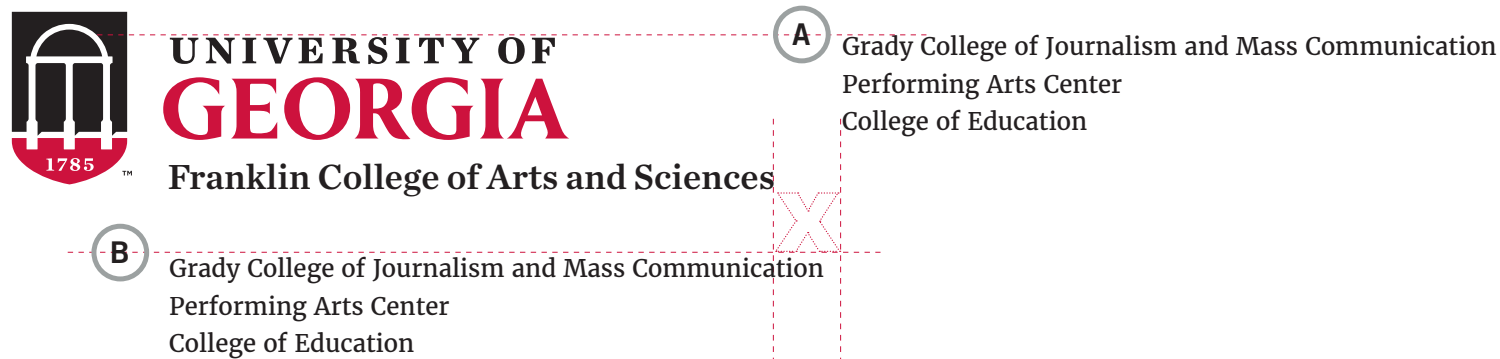 UNIVERSITY OF
GEORGIA
1785
™
Franklin College of Arts and Sciences
A
Grady College of Journalism and Mass Communication
Performing Arts Center
College of Education
X
B
Grady College of Journalism and Mass Communication
Performing Arts Center
College of Education